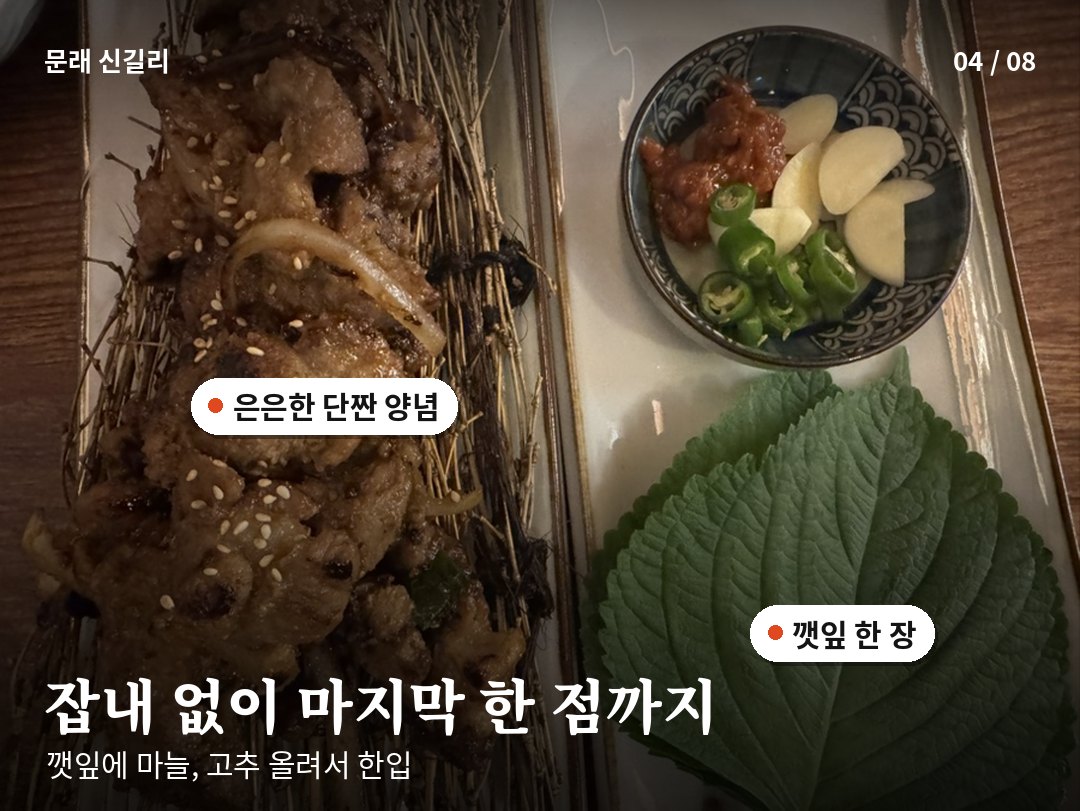 문래 신길리
04 / 08
은은한 단짠 양념
깻잎 한 장
잡내 없이 마지막 한 점까지
깻잎에 마늘, 고추 올려서 한입